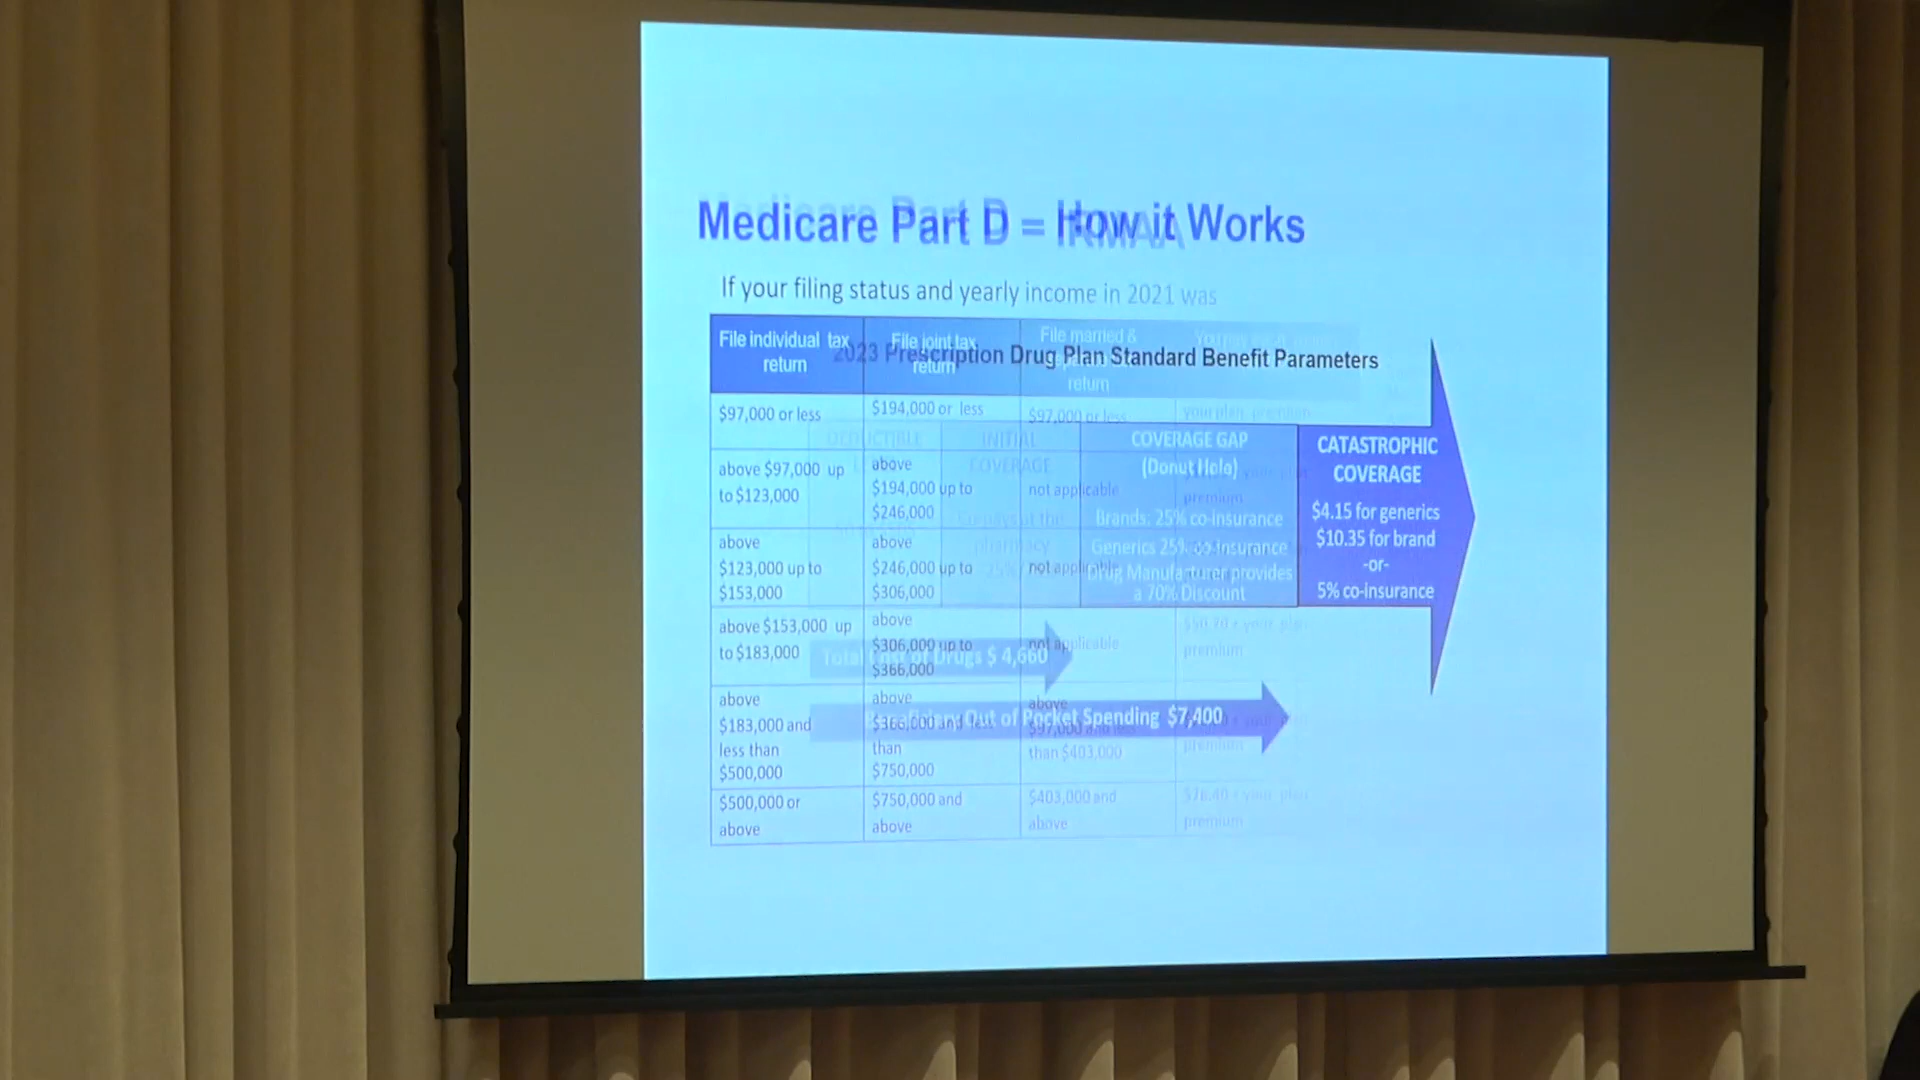 Medicare Part D = How it Works
If your filing status and yearly income in 2021 was
File individual tax
return
File joint tax
return
File married &
return
2023 Prescription Drug Plan Standard Benefit Parameters
$97,000 or less
$194,000 or less
$97,000 or less
your plan premium
above $97,000 up
to $123,000
above
$194,000 up to
$246,000
not applicable
premium
above
$123,000 up to
$153,000
above
$246,000 up to
$306,000
not applicable
above $153,000 up
to $183,000
above
$306,000 up to
$366,000
not applicable
$50.70 + your plan
premium
above
$183,000 and
less than
$500,000
above
$366,000 and less
than
$750,000
above
$97,000 and less
than $403,000
premium
$500,000 or
above
$750,000 and
above
$403,000 and
above
$76.40 + your plan
premium
DEDUCTIBLE
INITIAL
COVERAGE
pharmacy
25%
COVERAGE GAP
(Donut Hole)
Brands: 25% co-insurance
Generics 25% co-insurance
Drug Manufacturer provides
a 70% Discount
CATASTROPHIC
COVERAGE
$4.15 for generics
$10.35 for brand
-or-
5% co-insurance
Total Cost of Drugs $ 4,660
Beneficiary Out of Pocket Spending $7,400